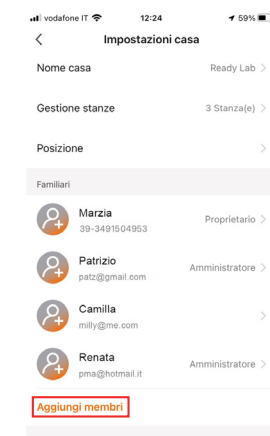 vodafone IT 12:24 59%
Impostazioni casa
Nome casa Ready Lab
Gestione stanze 3 Stanza(e)
Posizione
Familiari
Marzia
39-3491504953 Proprietario
Patrizio
patz@gmail.com Amministratore
Camilla
milly@me.com
Renata
pma@hotmail.it Amministratore
Aggiungi membri